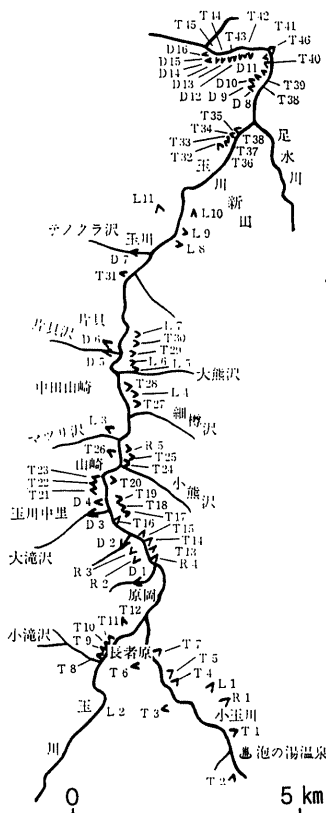 T45
T44
T42
T43
T41
T46
D16
D15
D11
T40
D14
D10
D13
T39
D12
D9
D8
T38
T35
T34
T38
T33
T37
T32
T36
足水川
玉川
新田
L11
L10
L9
テノクラ沢
玉川
L8
D7
T31
片貝
D6
L7
T30
片貝沢
T29
D5
L6
L5
大熊沢
中田山崎
T28
L4
T27
細樽沢
L3
マツリ沢
R5
T26
T25
山崎
T24
T23
T22
T20
小熊沢
T21
T19
D4
T18
玉川中里
T17
D3
T16
T15
大滝沢
D2
T14
T13
R3
D1
R4
R2
原岡
T12
T11
小滝沢
T10
T9
長者原
T7
T8
T6
T5
T4
L1
R1
L2
T3
小玉川
T1
泡の湯温泉
T2
玉川
0
5 km